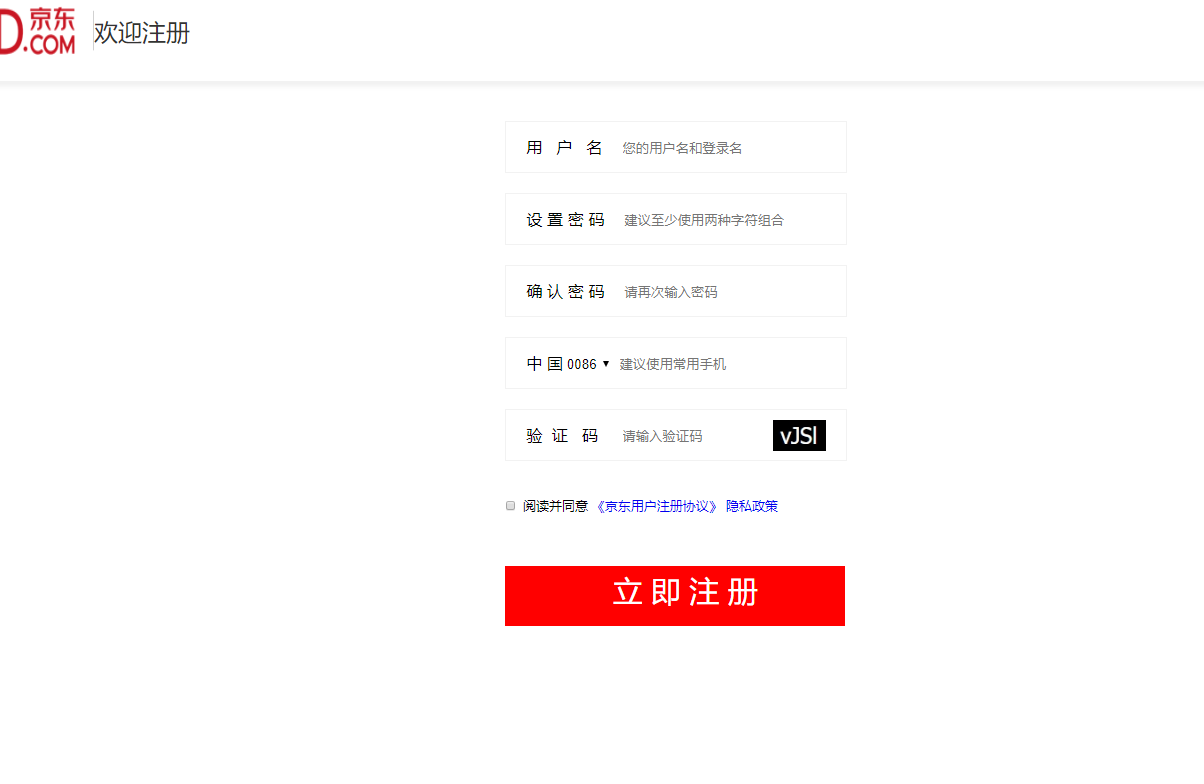 京东
D.COM
欢迎注册
用 户 名 您的用户名和登录名
设 置 密 码 建议至少使用两种字符组合
确 认 密 码 请再次输入密码
中 国 0086 ▼ 建议使用常用手机
验 证 码 请输入验证码 vJSl
阅读并同意 《京东用户注册协议》 隐私政策
立 即 注 册